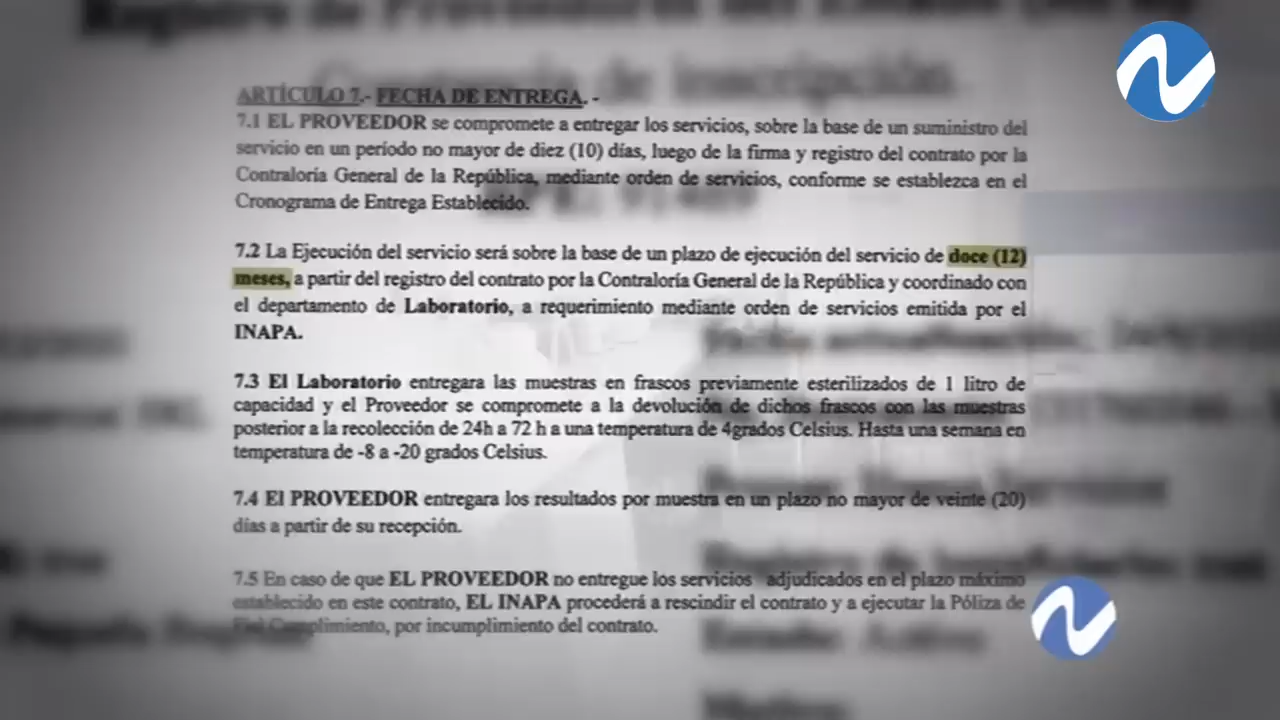 Registro de Proveedores del Estado
Constancia de inscripción
ARTÍCULO 7.- FECHA DE ENTREGA. -
7.1 EL PROVEEDOR se compromete a entregar los servicios, sobre la base de un suministro del
servicio en un período no mayor de diez (10) días, luego de la firma y registro del contrato por la
Contraloría General de la República, mediante orden de servicios, conforme se establezca en el
Cronograma de Entrega Establecido.
7.2 La Ejecución del servicio será sobre la base de un plazo de ejecución del servicio de doce (12)
meses, a partir del registro del contrato por la Contraloría General de la República y coordinado con
el departamento de Laboratorio, a requerimiento mediante orden de servicios emitida por el
INAPA.
7.3 El Laboratorio entregara las muestras en frascos previamente esterilizados de 1 litro de
capacidad y el Proveedor se compromete a la devolución de dichos frascos con las muestras
posterior a la recolección de 24h a 72 h a una temperatura de 4grados Celsius. Hasta una semana en
temperatura de -8 a -20 grados Celsius.
7.4 El PROVEEDOR entregara los resultados por muestra en un plazo no mayor de veinte (20)
días a partir de su recepción.
7.5 En caso de que EL PROVEEDOR no entregue los servicios adjudicados en el plazo máximo
establecido en este contrato, EL INAPA procederá a rescindir el contrato y a ejecutar la Póliza de
Fiel Cumplimiento, por incumplimiento del contrato.